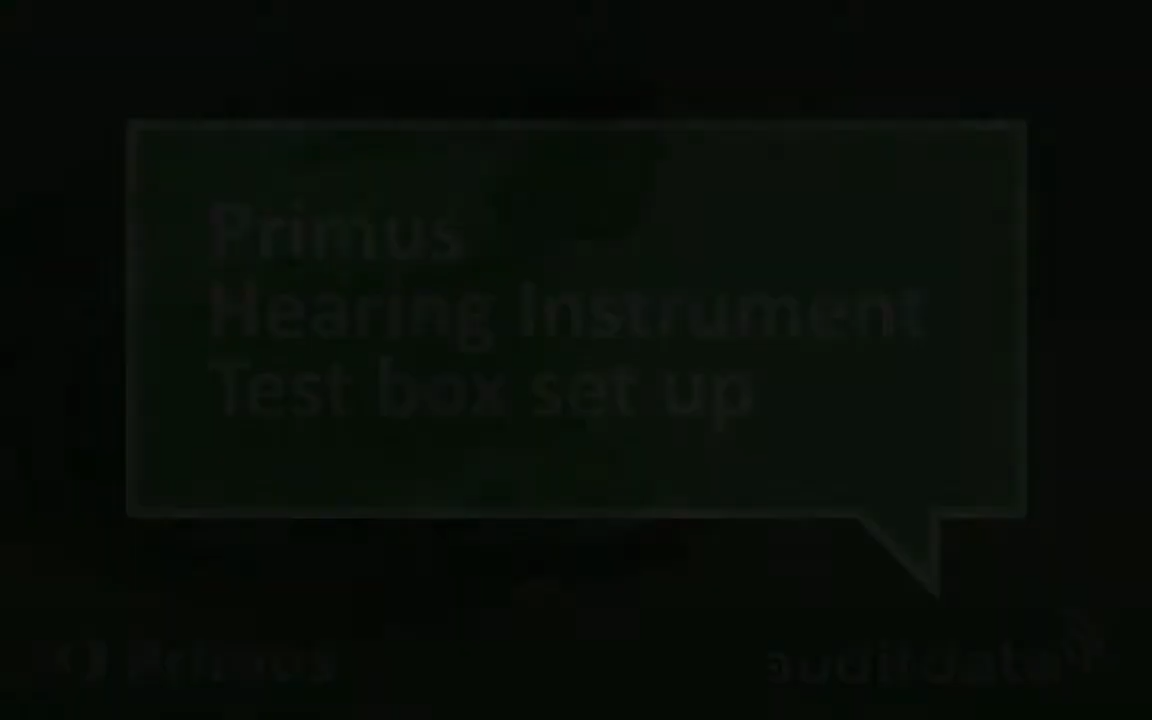 Primus
Hearing Instrument
Test box set up
Primus
auditdata